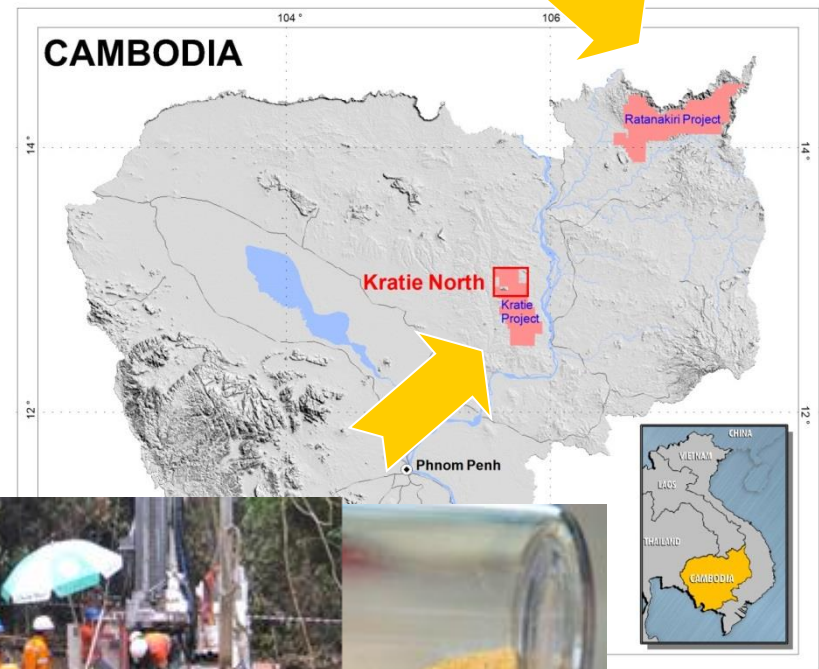 104 °
106
CAMBODIA
Ratanakiri Project
14 °
14 °
Kratie North
Kratie
Project
12 °
12 °
Phnom Penh
CHINA
VIETNAM
LAOS
THAILAND
CAMBODIA